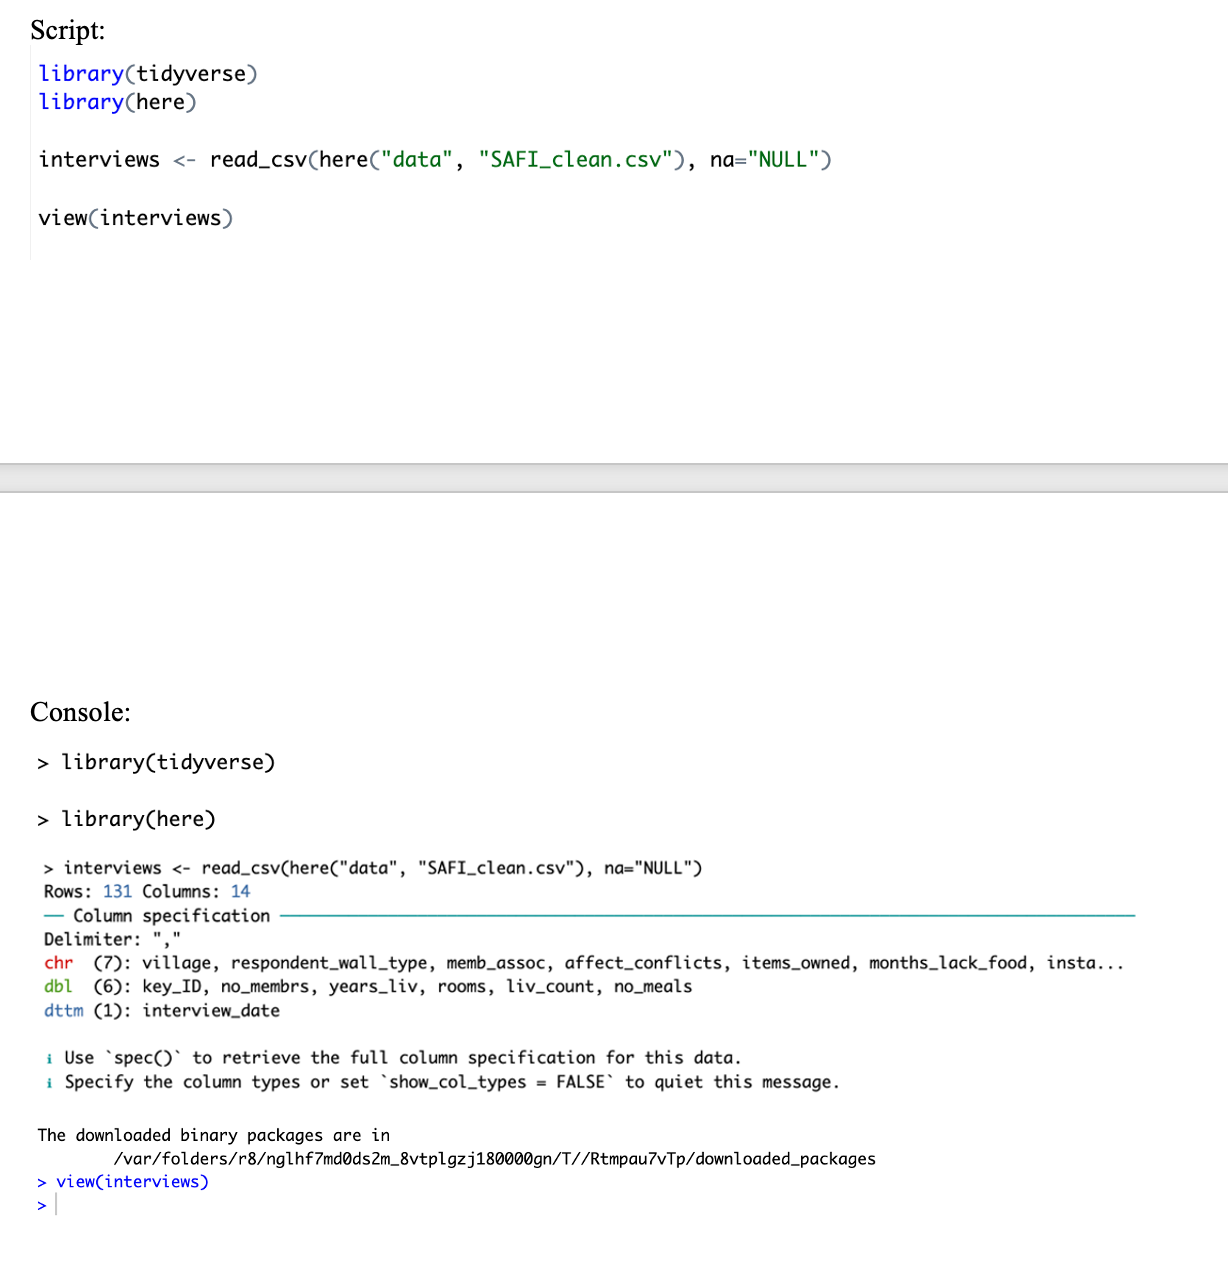 Script:
library(tidyverse)
library(here)
interviews <- read_csv(here("data", "SAFI_clean.csv"), na="NULL")
view(interviews)
Console:
> library(tidyverse)
> library(here)
> interviews <- read_csv(here("data", "SAFI_clean.csv"), na="NULL")
Rows: 131 Columns: 14
── Column specification ──────────────────────────────
Delimiter: ","
chr  (7): village, respondent_wall_type, memb_assoc, affect_conflicts, items_owned, months_lack_food, insta...
dbl  (6): key_ID, no_membrs, years_liv, rooms, liv_count, no_meals
dttm (1): interview_date
ℹ Use `spec()` to retrieve the full column specification for this data.
ℹ Specify the column types or set `show_col_types = FALSE` to quiet this message.
The downloaded binary packages are in
/var/folders/r8/nglhf7md0ds2m_8vtplgzj180000gn/T//Rtmpau7vTp/downloaded_packages
> view(interviews)
>